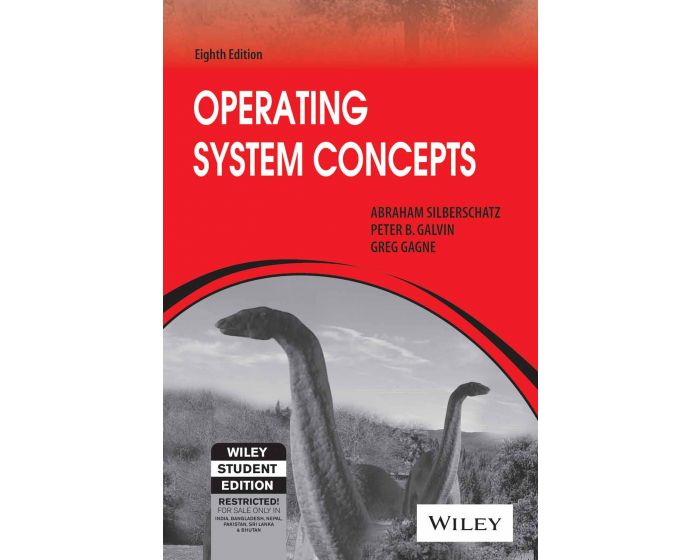 Eighth Edition
OPERATING
SYSTEM CONCEPTS
ABRAHAM SILBERSCHATZ
PETER B. GALVIN
GREG GAGNE
WILEY
STUDENT
EDITION
RESTRICTED!
FOR SALE ONLY IN
INDIA, BANGLADESH, NEPAL,
PAKISTAN, SRI LANKA
& BHUTAN
WILEY